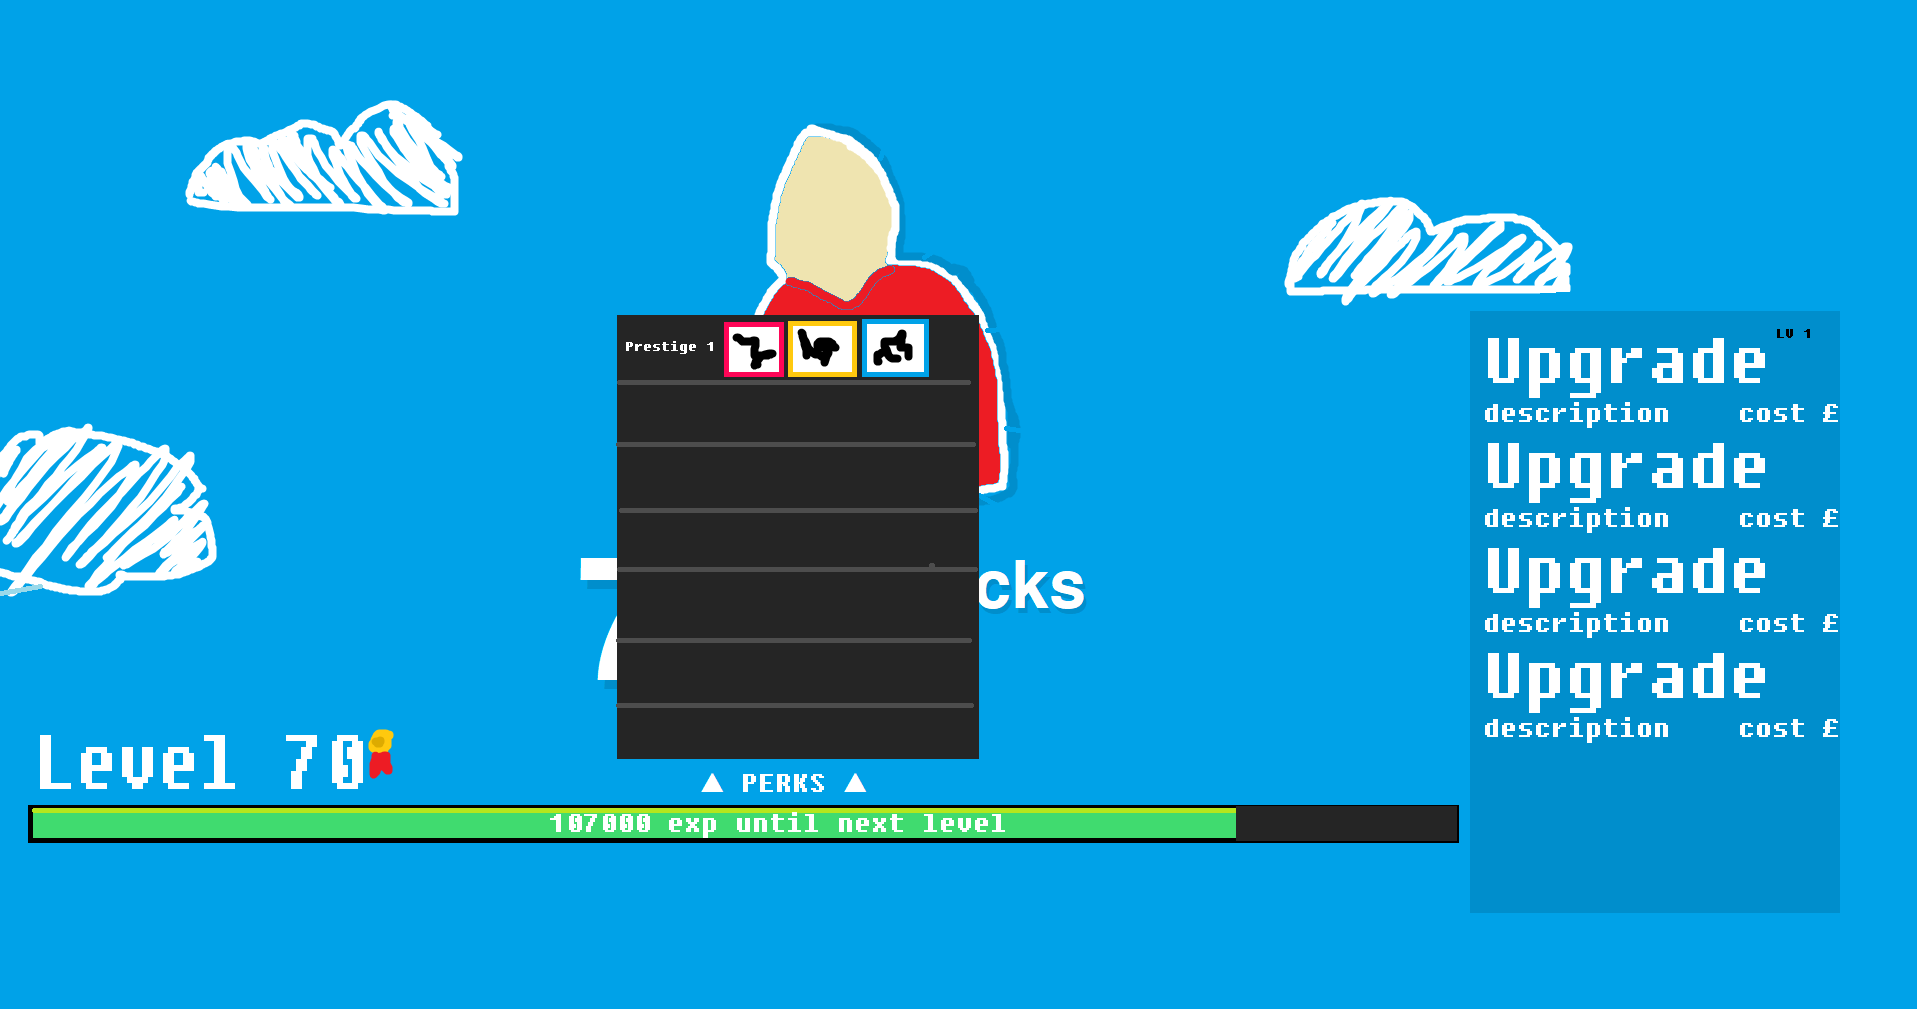 Prestige 1
LV 1
Upgrade
description cost £
Upgrade
description cost £
Upgrade
description cost £
Upgrade
description cost £
7
cks
Level 70
PERKS
107000 exp until next level